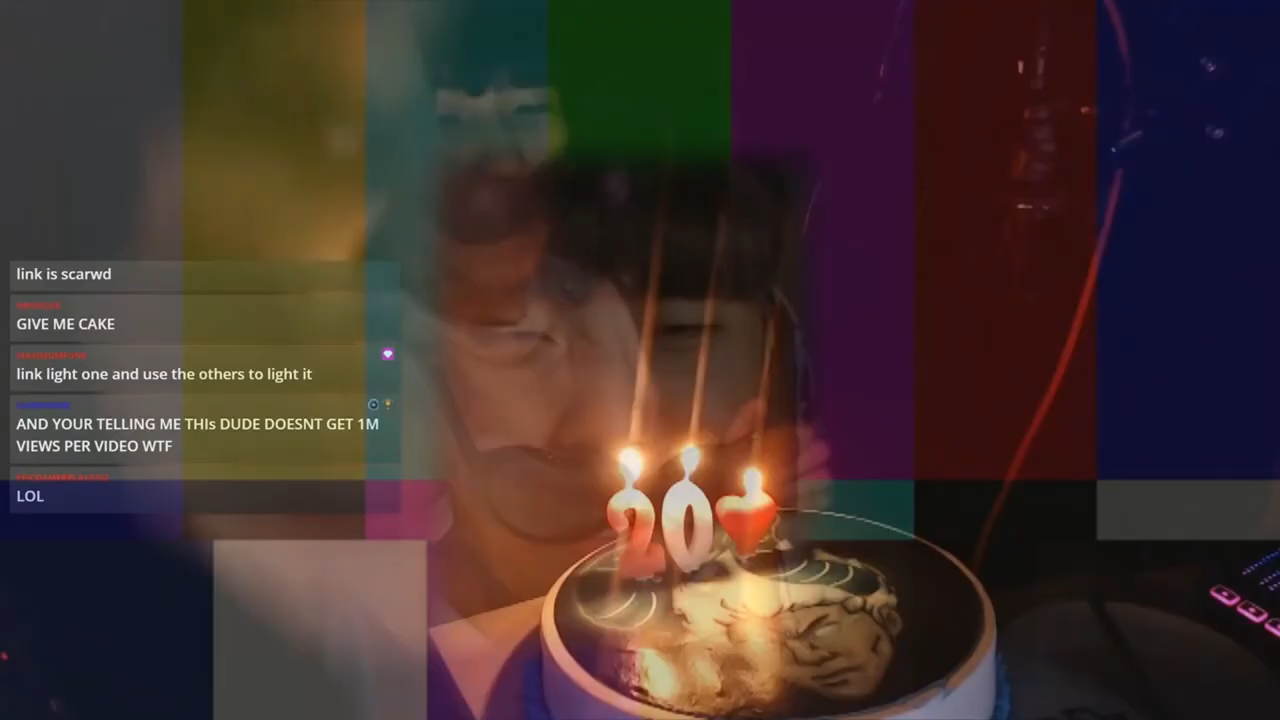 link is scarwd
GIVE ME CAKE
link light one and use the others to light it
AND YOUR TELLING ME THIs DUDE DOESNT GET 1M
VIEWS PER VIDEO WTF
LOL
20